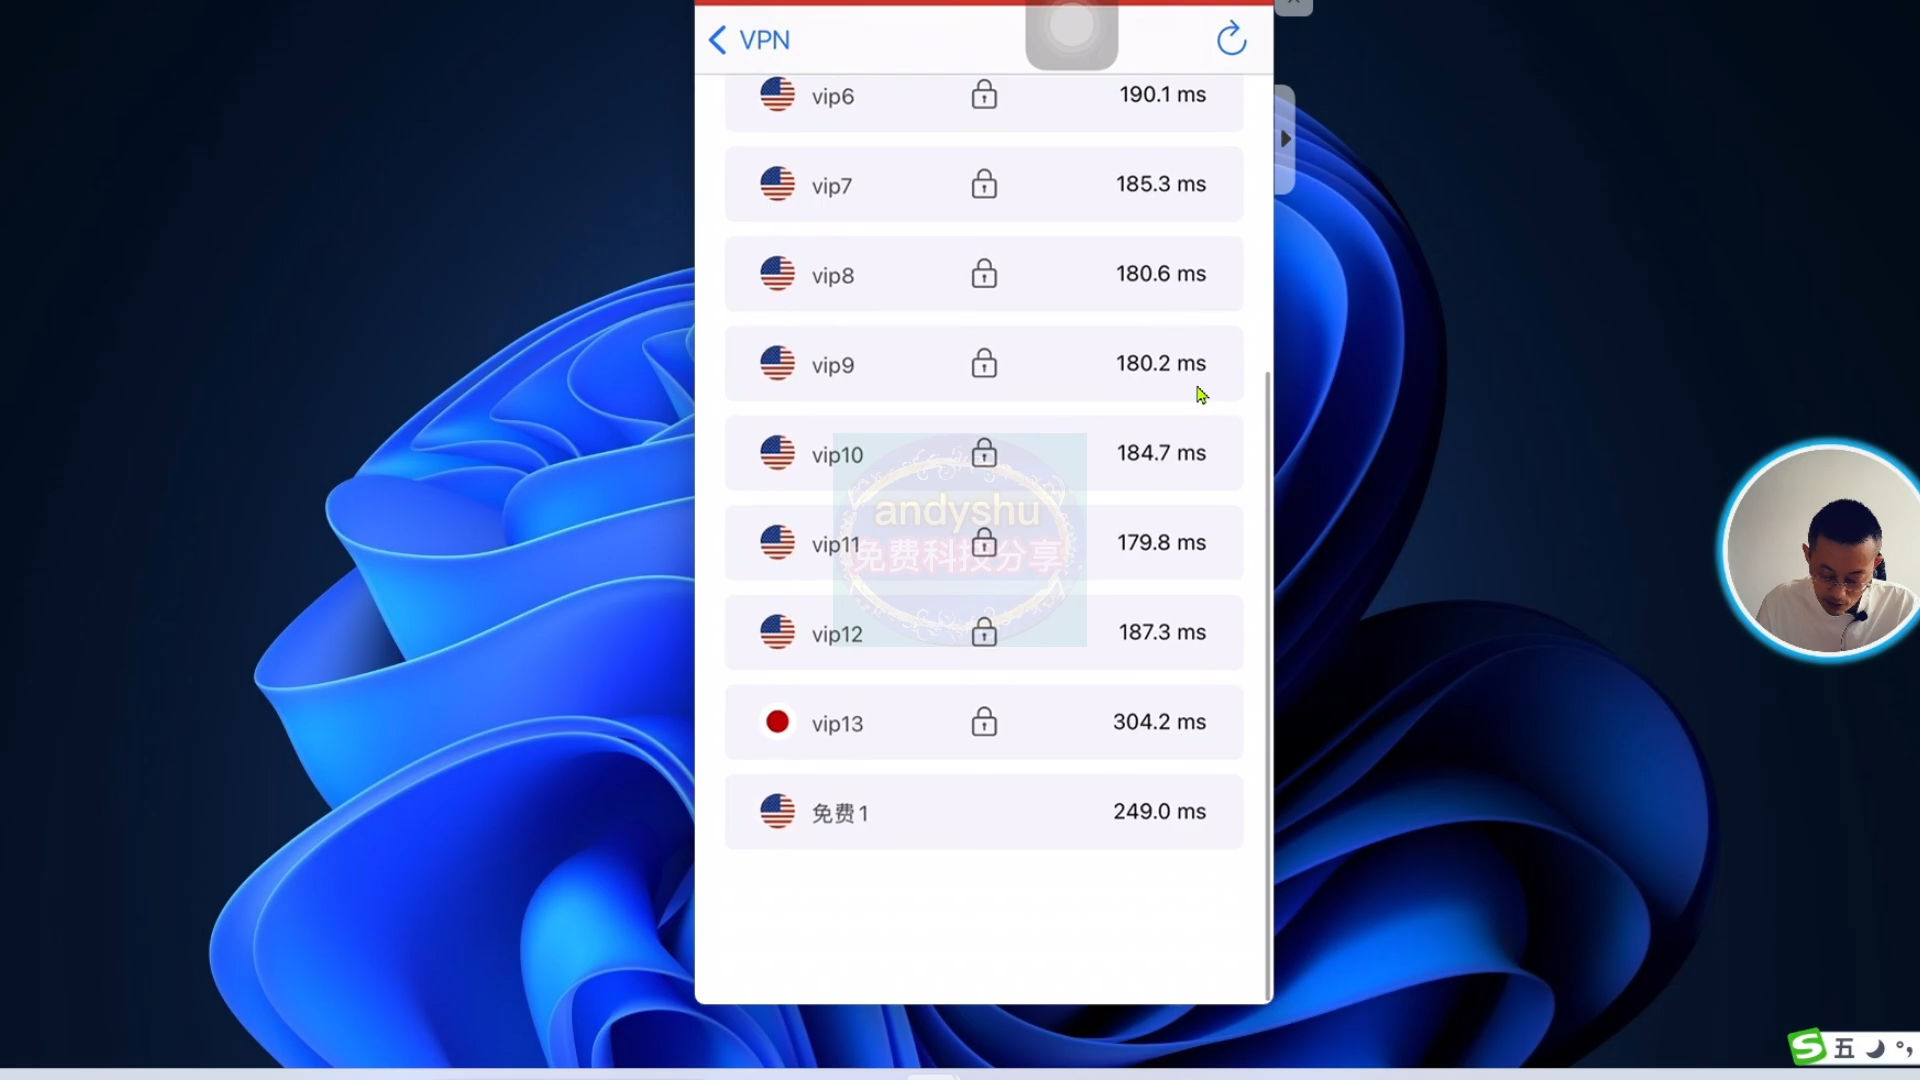 VPN
vip6 190.1 ms
vip7 185.3 ms
vip8 180.6 ms
vip9 180.2 ms
vip10 184.7 ms
andyshu
vip11 179.8 ms
免费科技分享
vip12 187.3 ms
vip13 304.2 ms
免费1 249.0 ms
五